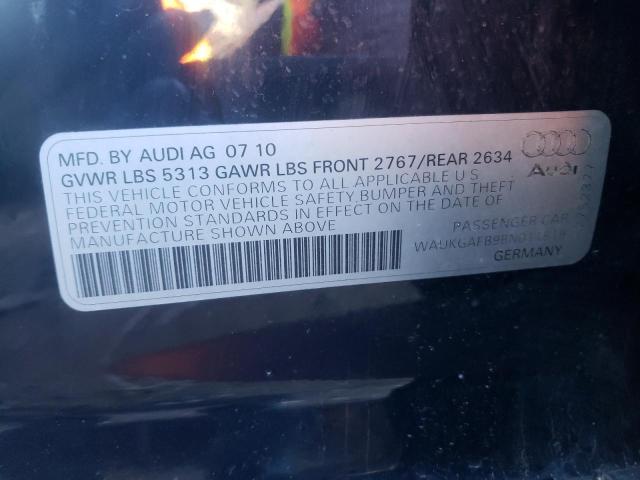 MFD. BY AUDI AG 07 10
GVWR LBS 5313 GAWR LBS FRONT 2767/REAR 2634
THIS VEHICLE CONFORMS TO ALL APPLICABLE U S
FEDERAL MOTOR VEHICLE SAFETY, BUMPER AND THEFT
PREVENTION STANDARDS IN EFFECT ON THE DATE OF
MANUFACTURE SHOWN ABOVE
Audi
PASSENGER CAR
GERMANY